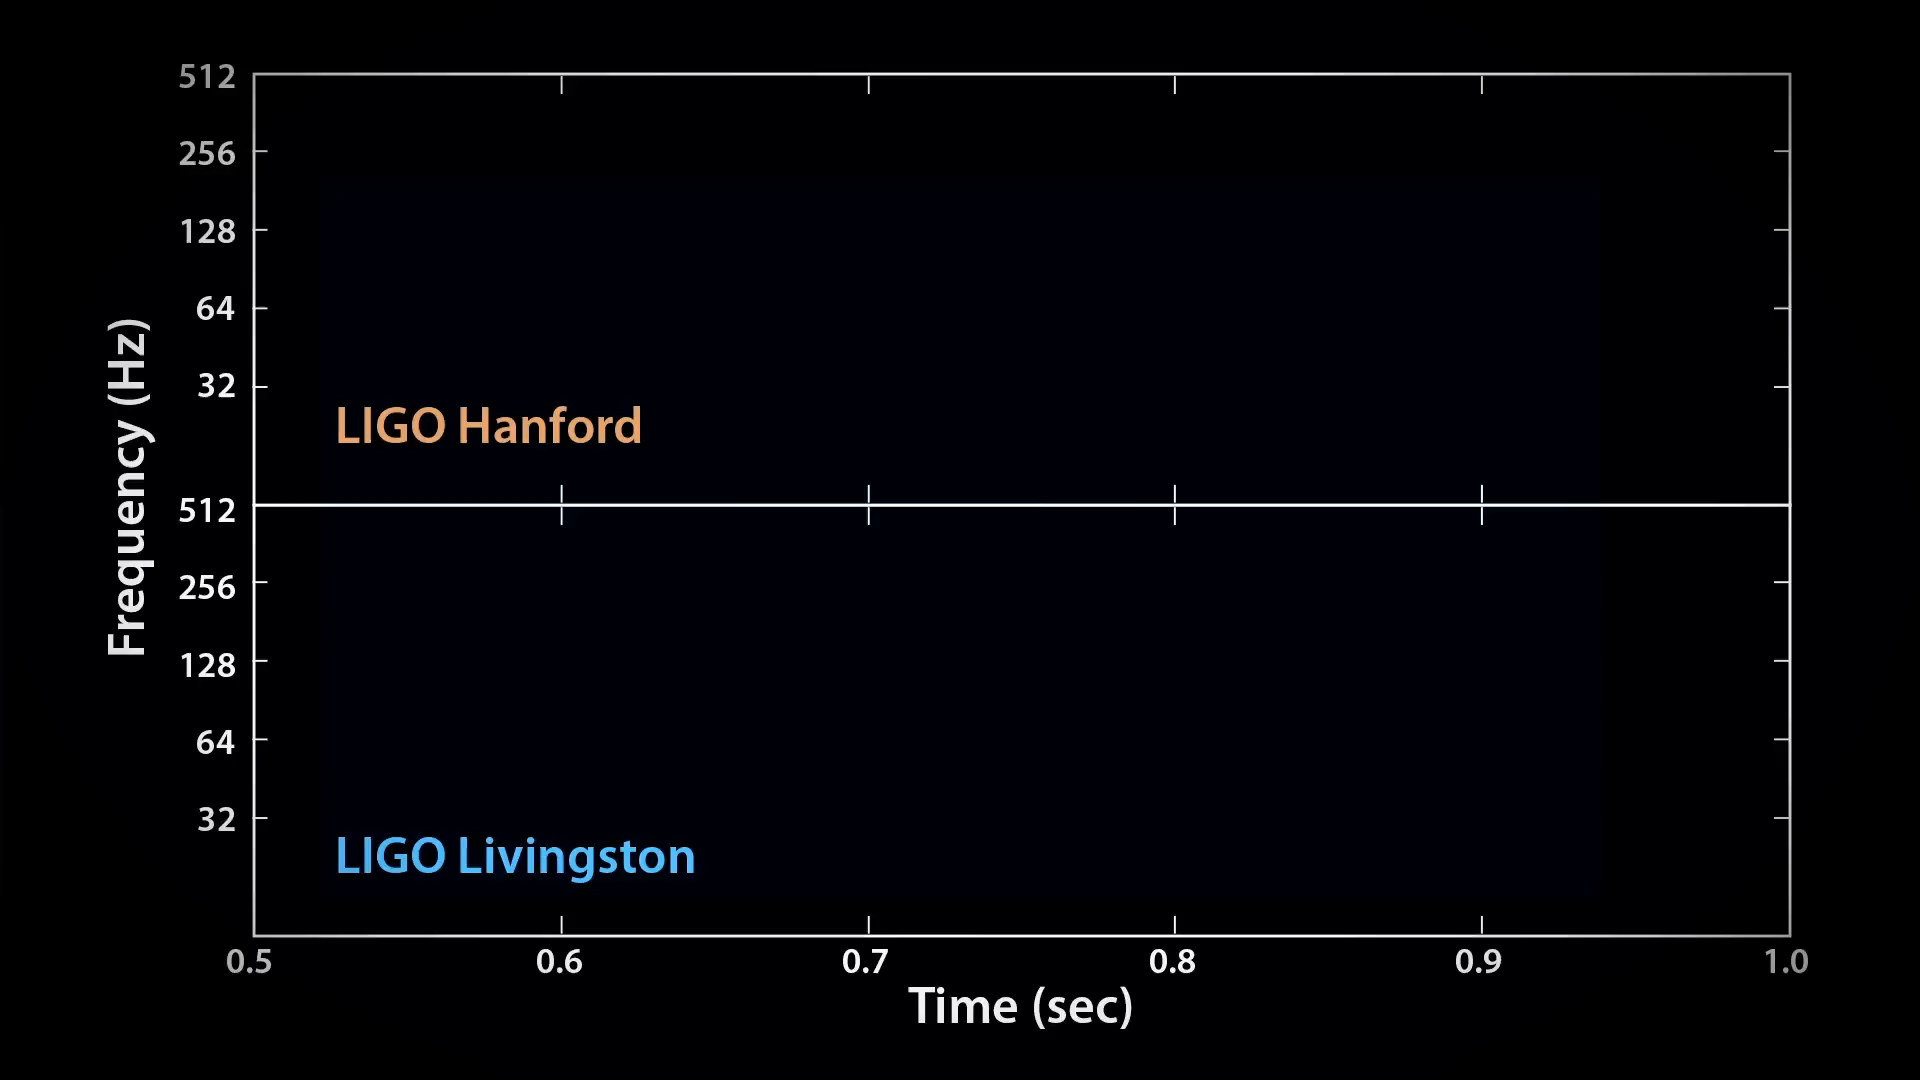 Frequency (Hz)
512
256
128
64
32
LIGO Hanford
512
256
128
64
32
LIGO Livingston
0.5 0.6 0.7 0.8 0.9 1.0
Time (sec)